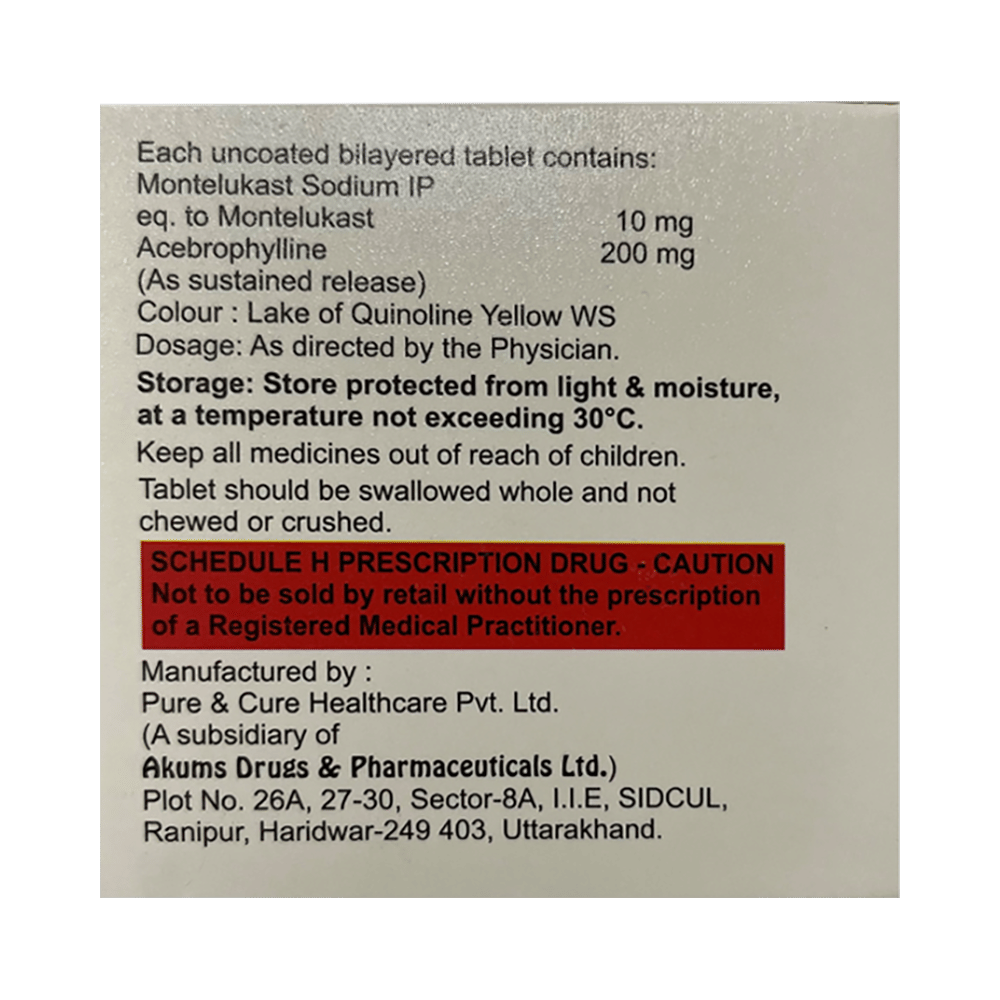 Each uncoated bilayered tablet contains:
Montelukast Sodium IP
eq. to Montelukast 10 mg
Acebrophylline 200 mg
(As sustained release)
Colour : Lake of Quinoline Yellow WS
Dosage: As directed by the Physician.
Storage: Store protected from light & moisture,
at a temperature not exceeding 30°C.
Keep all medicines out of reach of children.
Tablet should be swallowed whole and not
chewed or crushed.
SCHEDULE H PRESCRIPTION DRUG - CAUTION
Not to be sold by retail without the prescription
of a Registered Medical Practitioner.
Manufactured by :
Pure & Cure Healthcare Pvt. Ltd.
(A subsidiary of
Akums Drugs & Pharmaceuticals Ltd.)
Plot No. 26A, 27-30, Sector-8A, I.I.E, SIDCUL,
Ranipur, Haridwar-249 403, Uttarakhand.